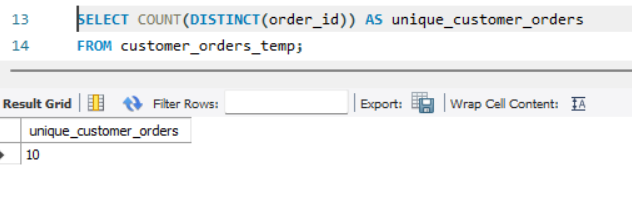 13 SELECT COUNT(DISTINCT(order_id)) AS unique_customer_orders
14 FROM customer_orders_temp;
Result Grid Filter Rows: Export: Wrap Cell Content:
unique_customer_orders
10